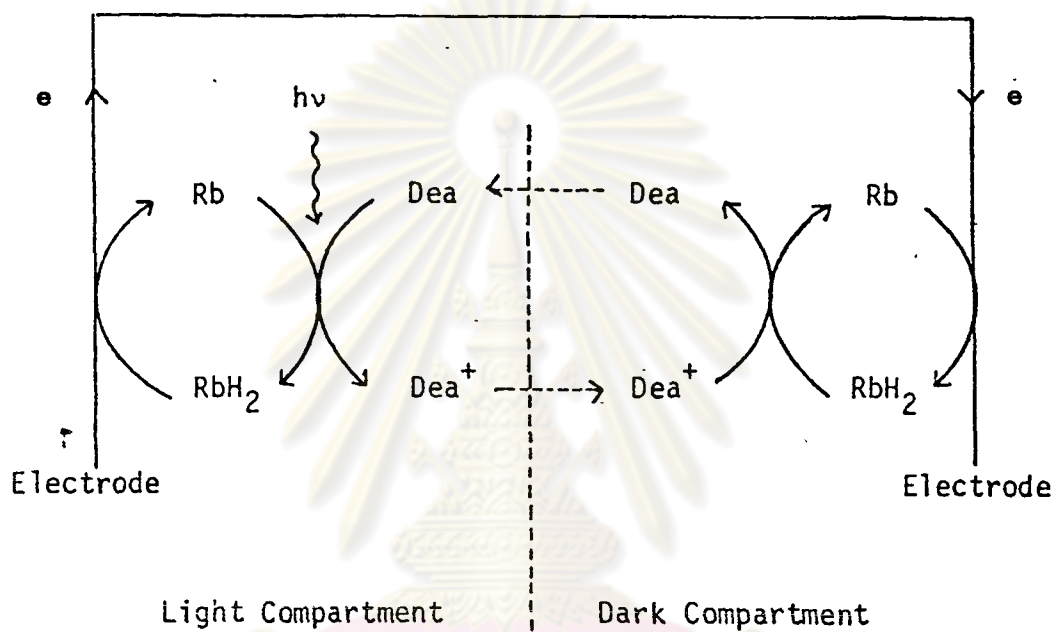 e hν e
Rb Dea Dea Rb
RbH₂ Dea⁺ Dea⁺ RbH₂
Electrode Electrode
Light Compartment Dark Compartment